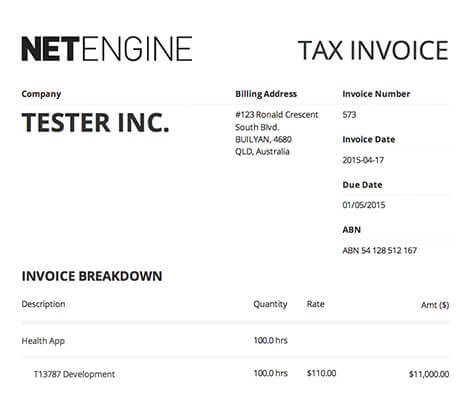 NETENGINE
TAX INVOICE
Company
TESTER INC.
Billing Address
#123 Ronald Crescent
South Blvd.
BUILYAN, 4680
QLD, Australia
Invoice Number
573
Invoice Date
2015-04-17
Due Date
01/05/2015
ABN
ABN 54 128 512 167
INVOICE BREAKDOWN
Description Quantity Rate Amt ($)
Health App 100.0 hrs
T13787 Development 100.0 hrs $110.00 $11,000.00